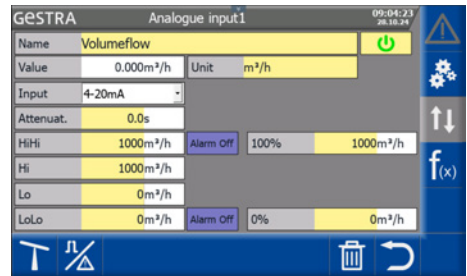 GESTRA Analogue input1 09:04:23
28.10.24
Name Volumeflow
Value 0.000m³/h Unit m³/h
Input 4-20mA
Attenuat. 0.0s
HiHi 1000m³/h Alarm Off 100% 1000m³/h
Hi 1000m³/h
Lo 0m³/h
LoLo 0m³/h Alarm Off 0% 0m³/h
f(x)